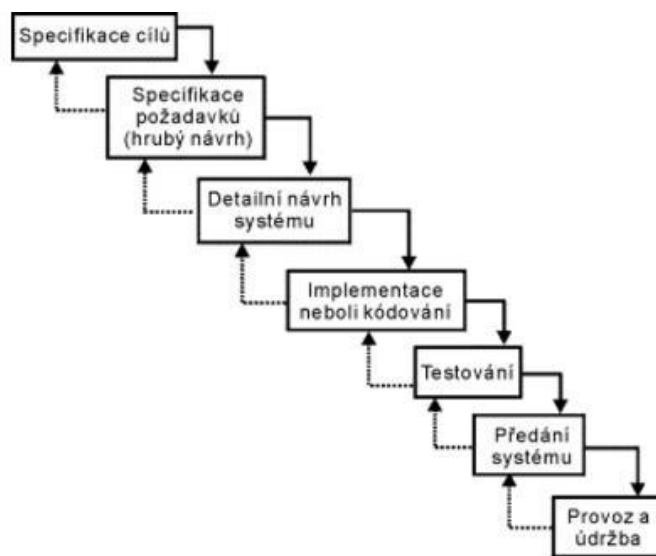 Specifikace cílů
Specifikace
požadavků
(hrubý návrh)
Detailní návrh
systému
Implementace
neboli kódování
Testování
Předání
systému
Provoz a
údržba